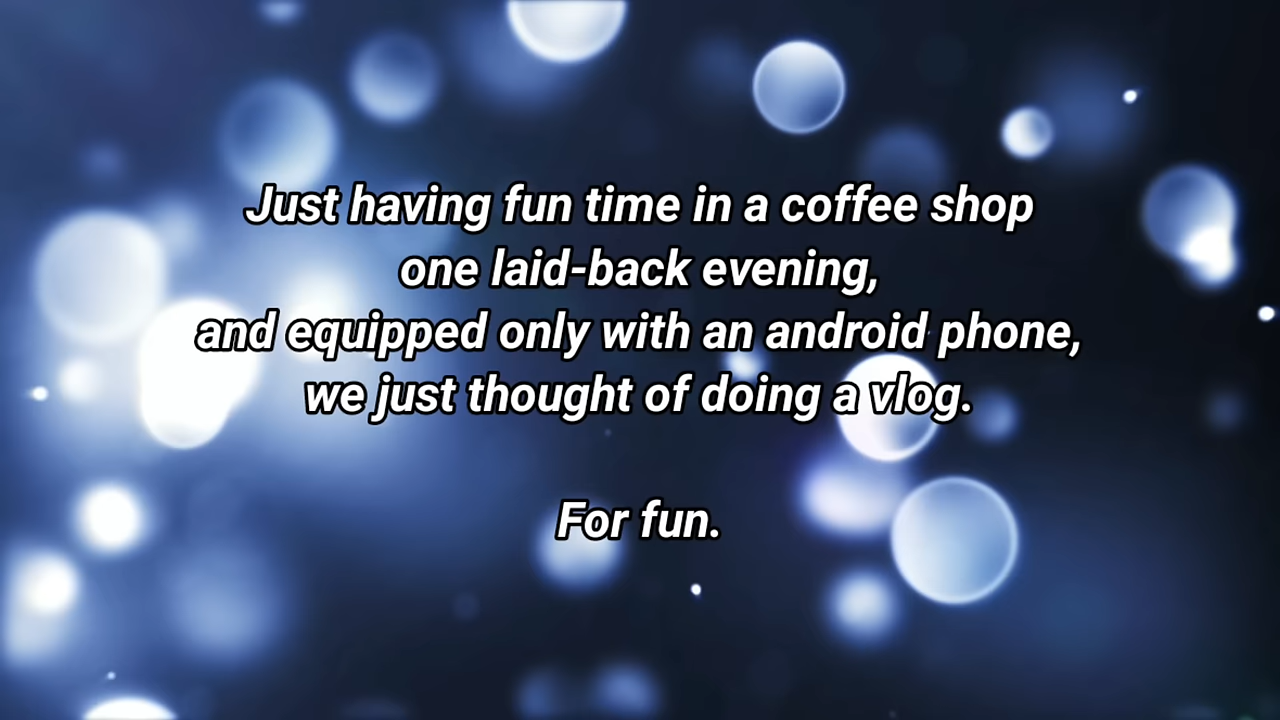 Just having fun time in a coffee shop
one laid-back evening,
and equipped only with an android phone,
we just thought of doing a vlog.
For fun.